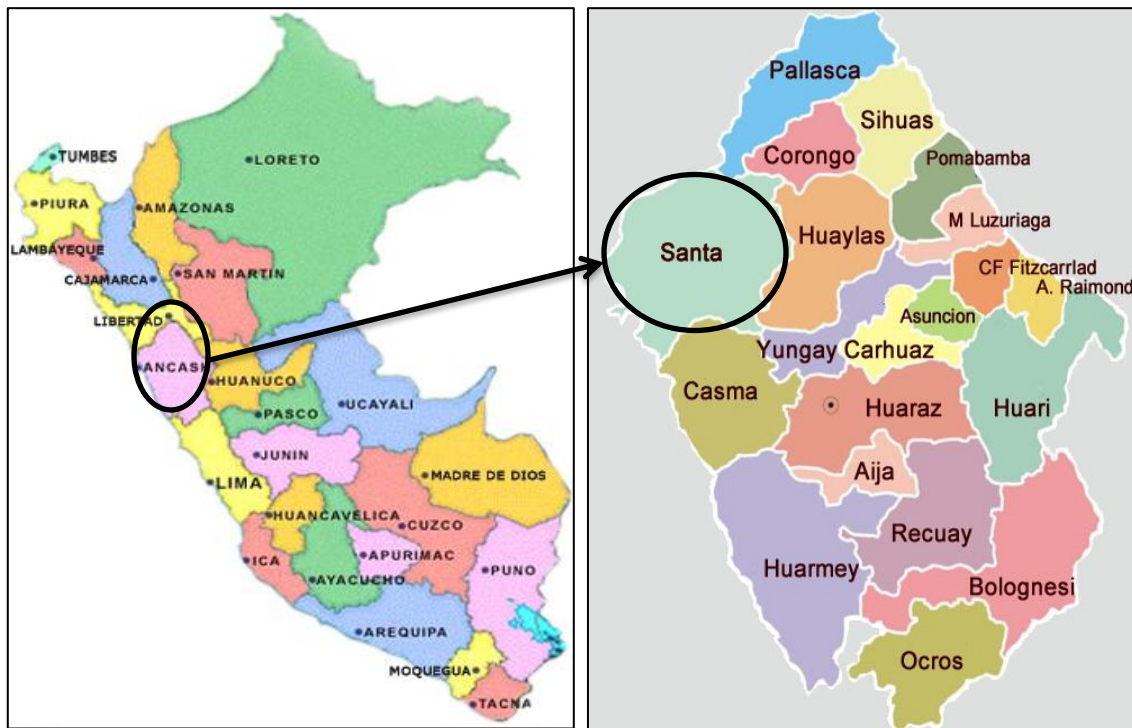 TUMBES
LORETO
PIURA
AMAZONAS
LAMBAYEQUE
SAN MARTIN
CAJAMARCA
LIBERTAD
ANCASH
HUANUCO
UCAYALI
PASCO
JUNIN
MADRE DE DIOS
LIMA
HUANCAVELICA
CUZCO
ICA
APURIMAC
PUNO
AYACUCHO
AREQUIPA
MOQUEGUA
TACNA
Pallasca
Sihuas
Corongo
Pomabamba
M Luzuriaga
Huaylas
Santa
CF Fitzcarrlad
A. Raimond
Asuncion
Yungay
Carhuaz
Casma
Huaraz
Huari
Aija
Recuay
Huarmey
Bolognesi
Ocros